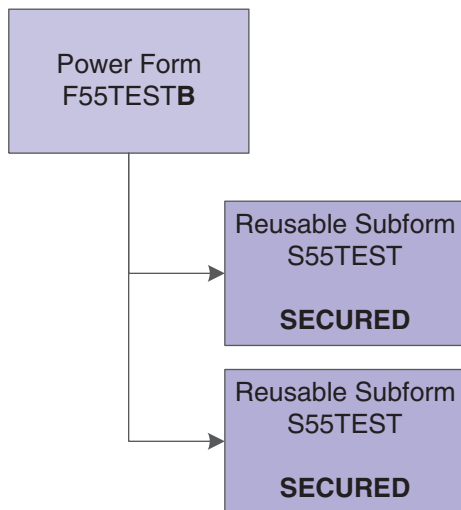 Power Form
F55TESTB
Reusable Subform
S55TEST
SECURED
Reusable Subform
S55TEST
SECURED